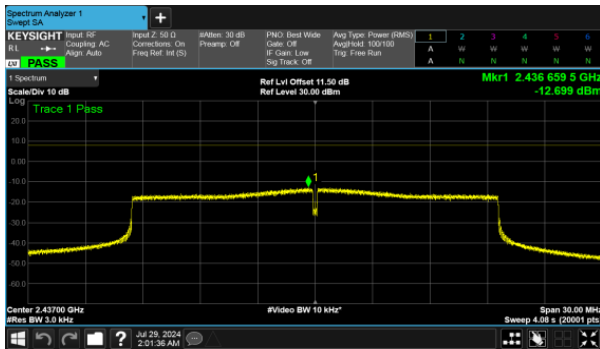 Spectrum Analyzer 1
Swept SA
+
KEYSIGHT Input: RF Input Z: 50 Ω #Atten: 30 dB PNO: Best Wide Avg Type: Power (RMS) 1 2 3 4 5 6
RL Coupling: AC Corrections: On Preamp: Off Gate: Off Avg|Hold: 100/100 A W W W W W
Align: Auto Freq Ref: Int (S) IF Gain: Low Trig: Free Run
PASS Sig Track: Off A N N N N N
1 Spectrum Ref Lvl Offset 11.50 dB Mkr1 2.436 659 5 GHz
Scale/Div 10 dB Ref Level 30.00 dBm -12.699 dBm
Log
Trace 1 Pass
20.0
10.0
0.00
1
-10.0
-20.0
-30.0
-40.0
-50.0
-60.0
Center 2.43700 GHz #Video BW 10 kHz* Span 30.00 MHz
#Res BW 3.0 kHz Sweep 4.08 s (20001 pts)
? Jul 29, 2024
2:01:36 AM